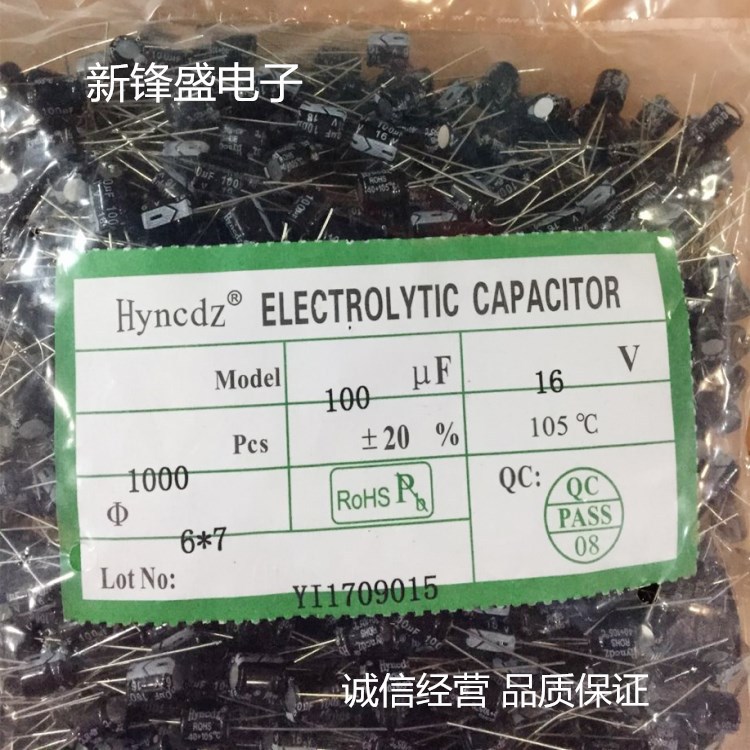 新锋盛电子
Hyncdz® ELECTROLYTIC CAPACITOR
Model 100 μF 16 V
Pcs 1000 ±20 % 105 ℃
Φ 6*7 RoHS Pb QC: QC PASS 08
Lot No: YI1709015
诚信经营 品质保证